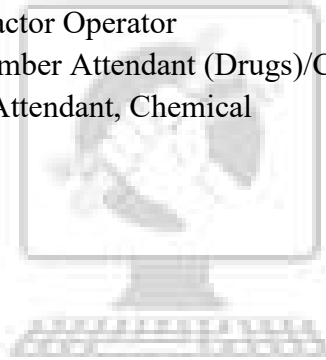 actor Operator
mber Attendant (Drugs)/C
Attendant, Chemical